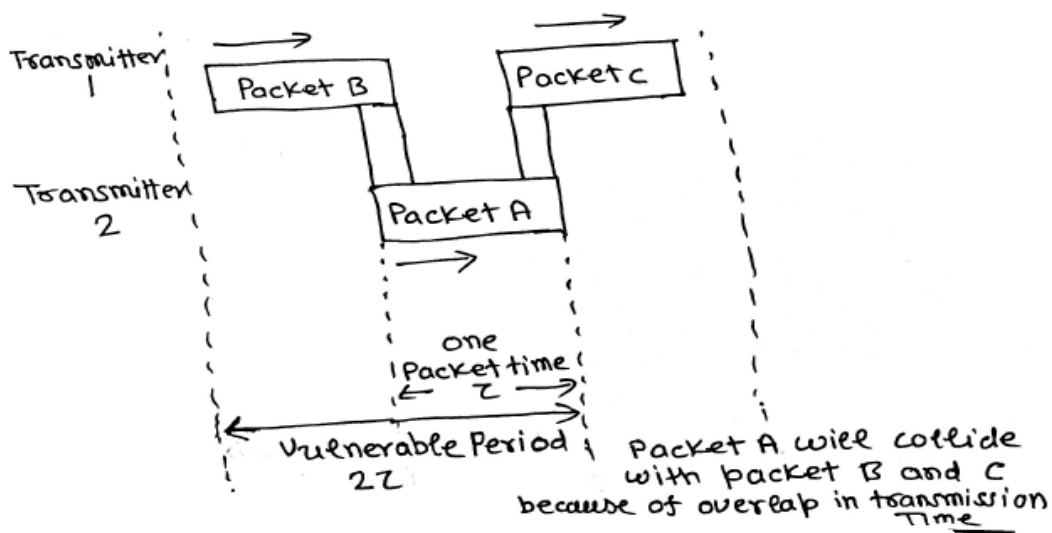 Transmitter
1
Packet B
Packet C
Transmitter
2
Packet A
one
Packet time
τ
Vulnerable Period
2τ
Packet A will collide
with packet B and C
because of overlap in transmission
Time